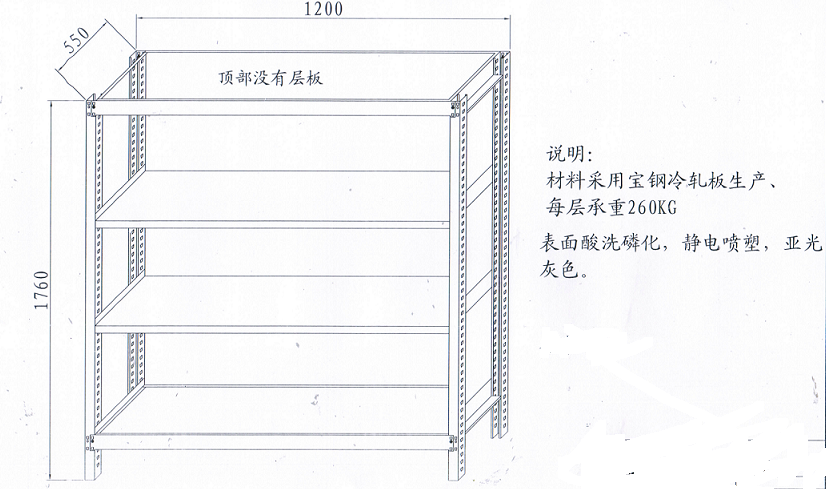 1200
550
顶部没有层板
1760
说明：
材料采用宝钢冷轧板生产、
每层承重260KG
表面酸洗磷化，静电喷塑，亚光
灰色。